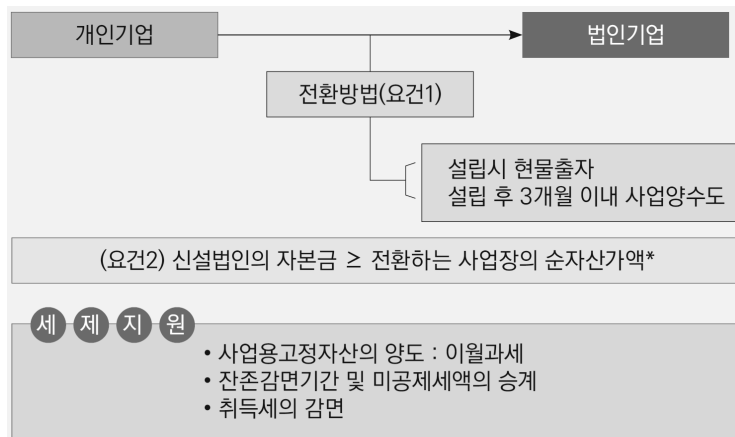 개인기업
법인기업
전환방법(요건1)
설립시 현물출자
설립 후 3개월 이내 사업양수도
(요건2) 신설법인의 자본금 ≥ 전환하는 사업장의 순자산가액*
세 제 지 원
• 사업용고정자산의 양도 : 이월과세
• 잔존감면기간 및 미공제세액의 승계
• 취득세의 감면